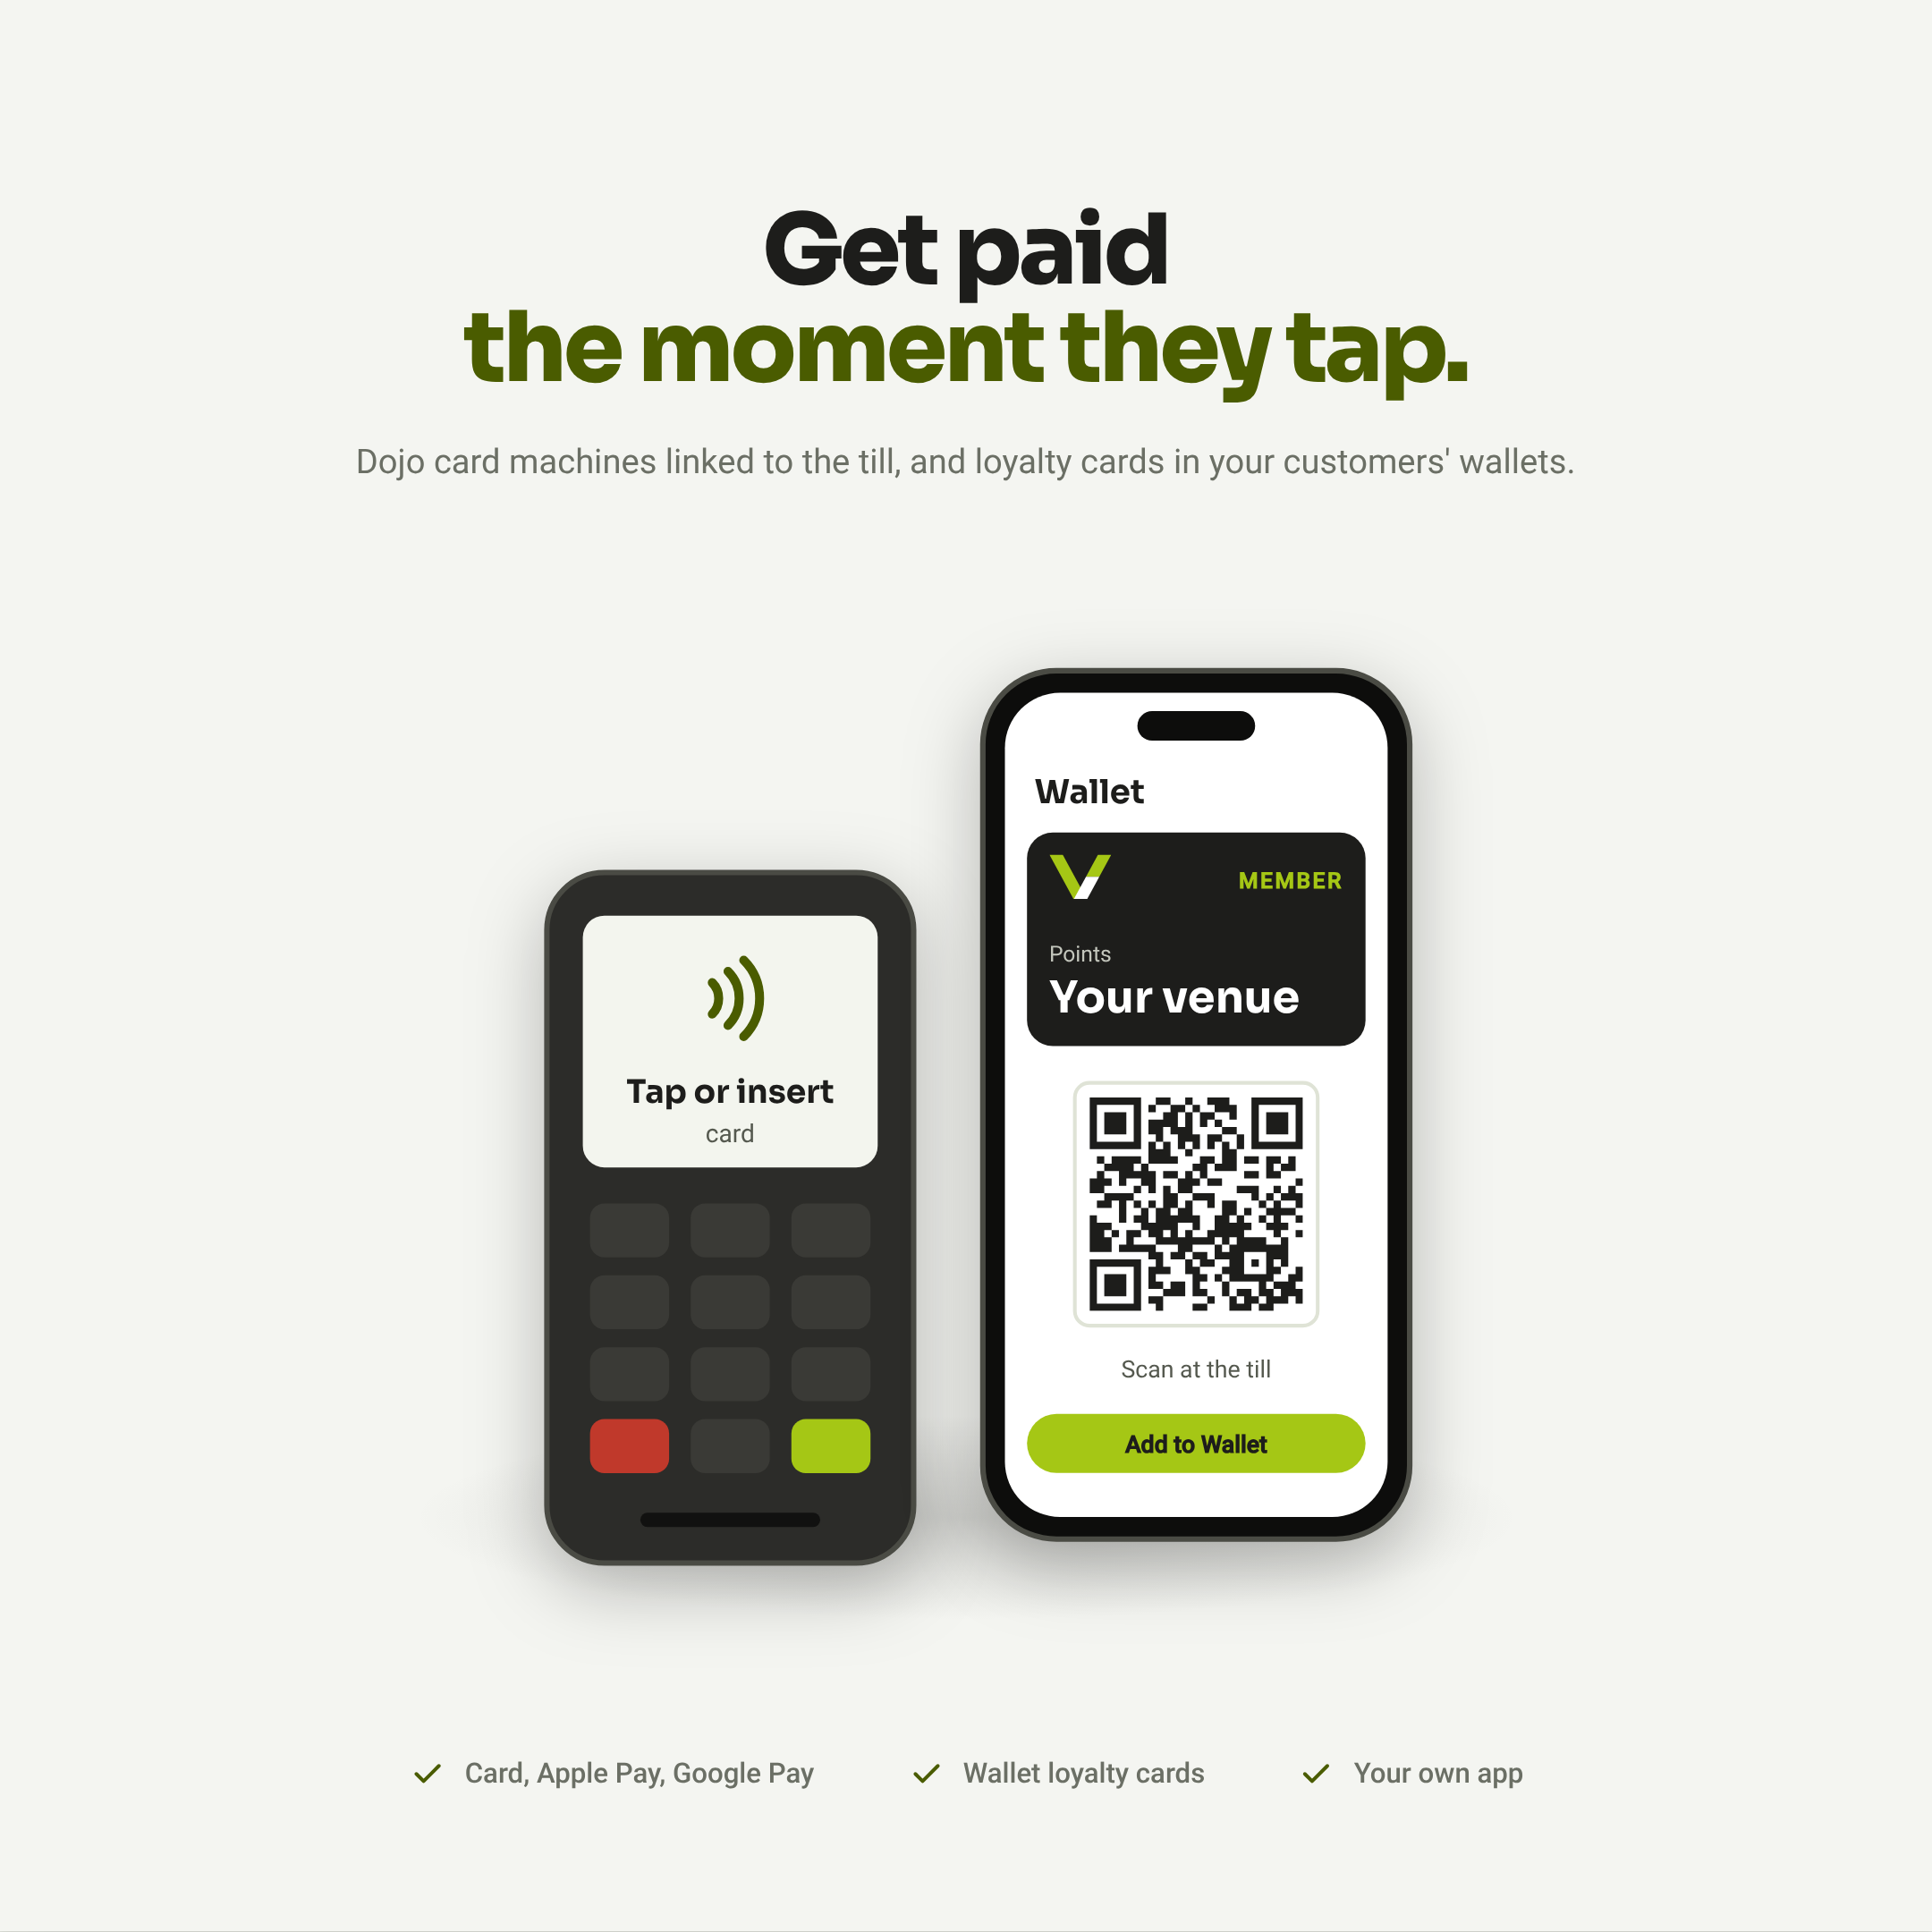 Get paid
the moment they tap.
Dojo card machines linked to the till, and loyalty cards in your customers' wallets.
Wallet
MEMBER
Points
Your venue
Tap or insert
card
Scan at the till
Add to Wallet
Card, Apple Pay, Google Pay
Wallet loyalty cards
Your own app